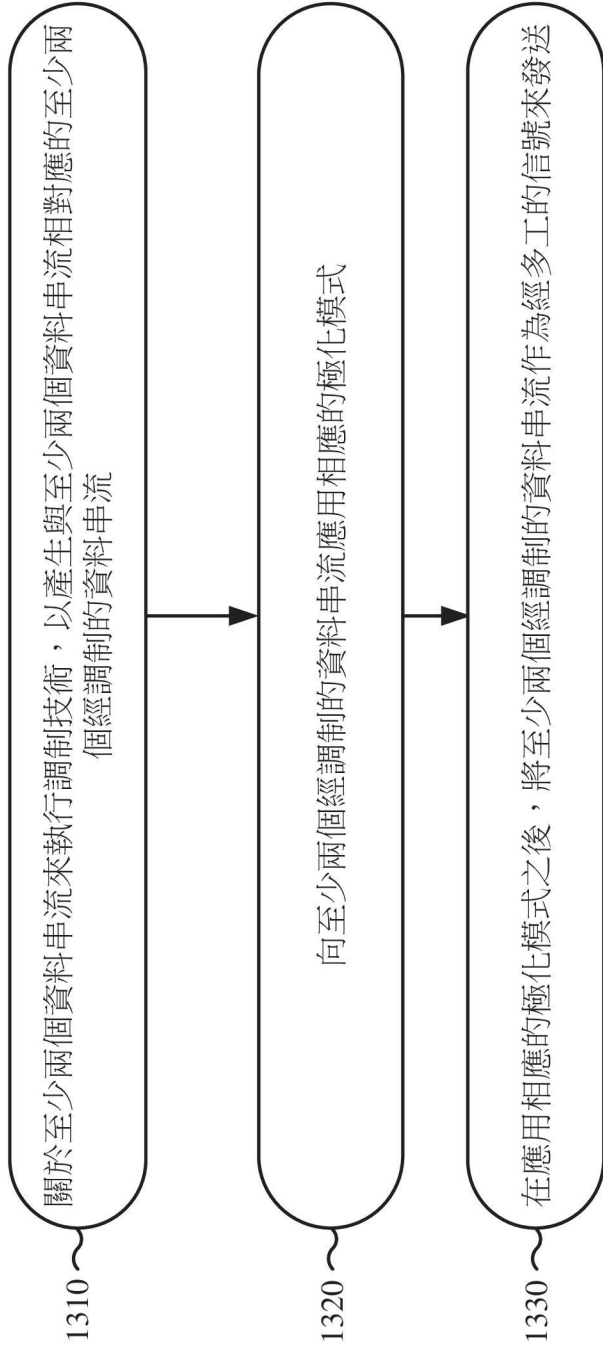 1310
關於至少兩個資料串流來執行調制技術，以產生與至少兩個資料串流相對應的至少兩
個經調制的資料串流
1320
向至少兩個經調制的資料串流應用相應的極化模式
1330
在應用相應的極化模式之後，將至少兩個經調制的資料串流作為經多工的信號來發送